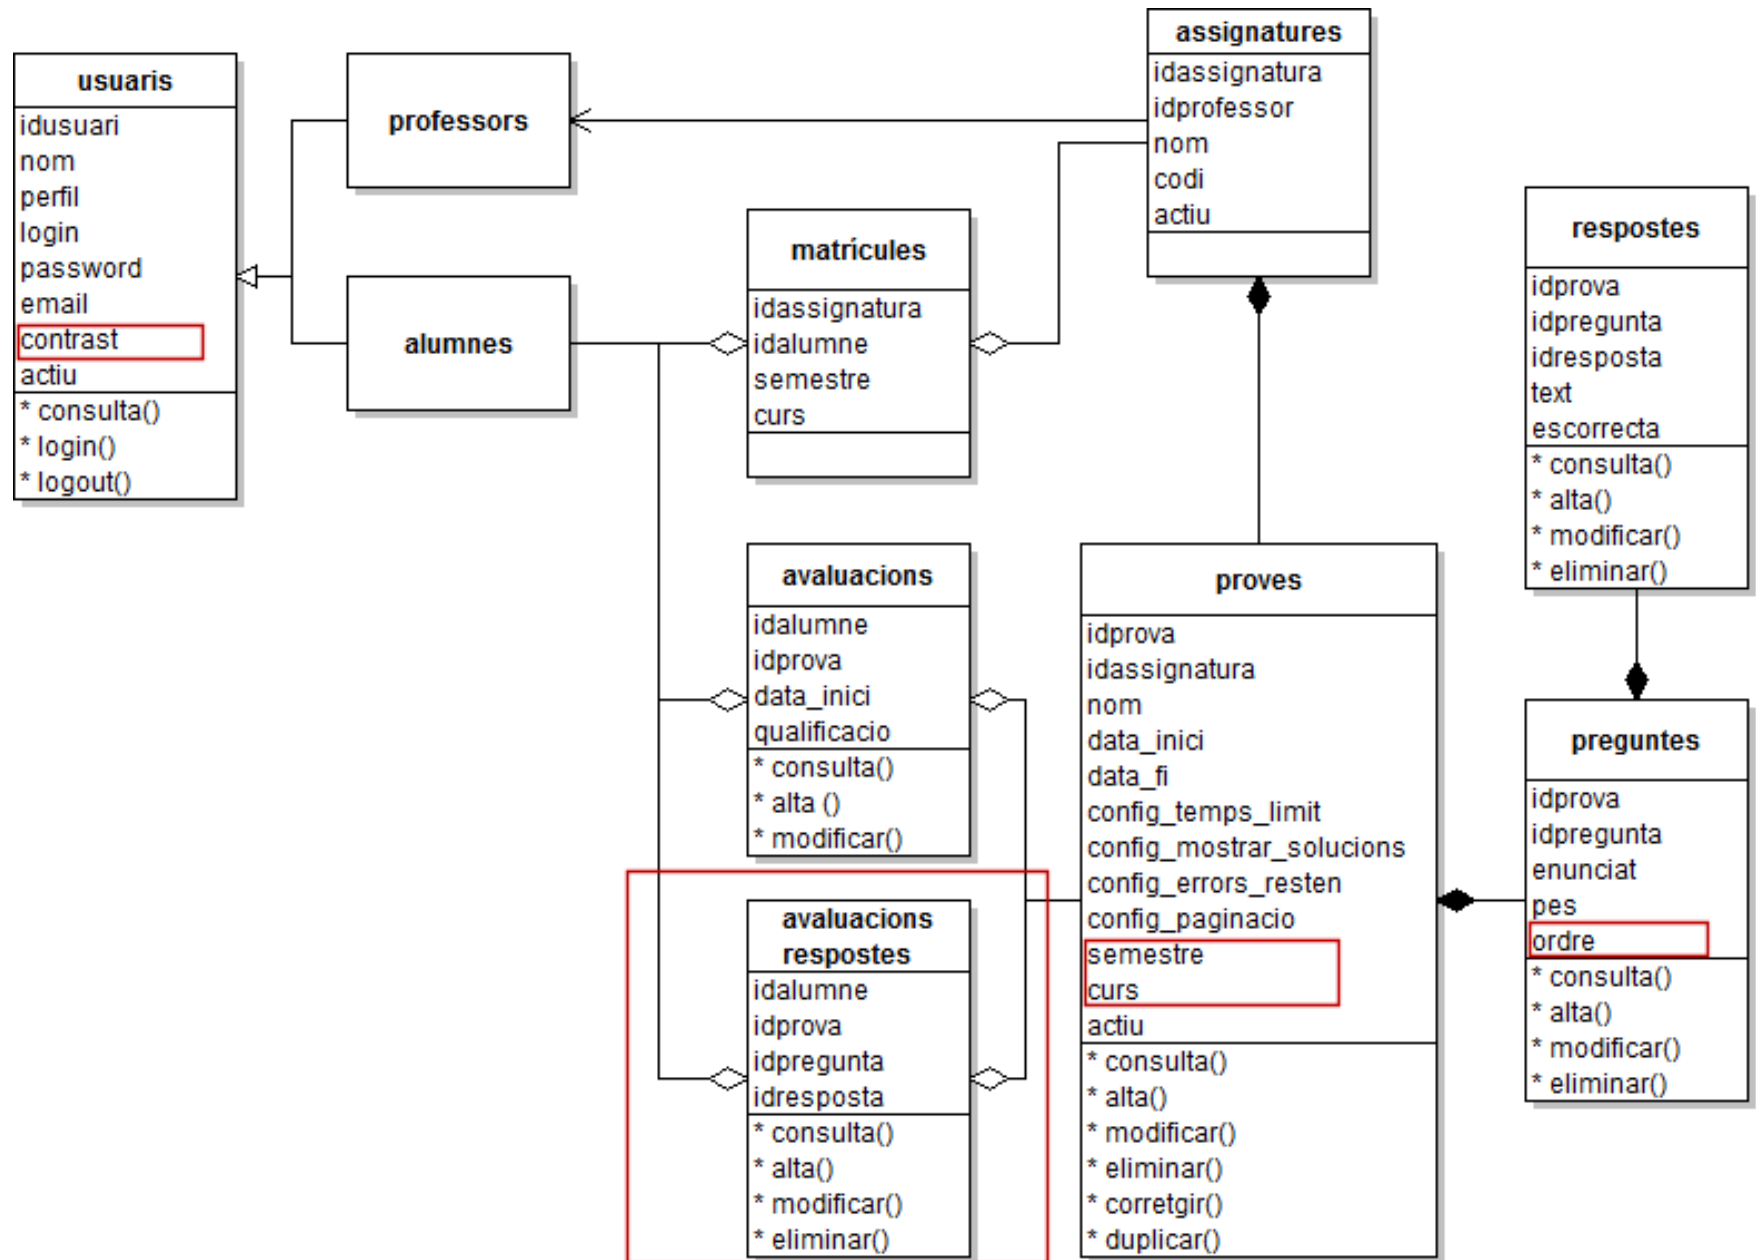 usuaris
idusuari
nom
perfil
login
password
email
contrast
actiu
* consulta()
* login()
* logout()
professors
alumnes
matrícules
idassignatura
idalumne
semestre
curs
assignatures
idassignatura
idprofessor
nom
codi
actiu
respostes
idprova
idpregunta
idresposta
text
escorrecta
* consulta()
* alta()
* modificar()
* eliminar()
avaluacions
idalumne
idprova
data_inici
qualificacio
* consulta()
* alta ()
* modificar()
avaluacions
respostes
idalumne
idprova
idpregunta
idresposta
* consulta()
* alta()
* modificar()
* eliminar()
proves
idprova
idassignatura
nom
data_inici
data_fi
config_temps_limit
config_mostrar_solucions
config_errors_resten
config_paginacio
semestre
curs
actiu
* consulta()
* alta()
* modificar()
* eliminar()
* corretgir()
* duplicar()
preguntes
idprova
idpregunta
enunciat
pes
ordre
* consulta()
* alta()
* modificar()
* eliminar()